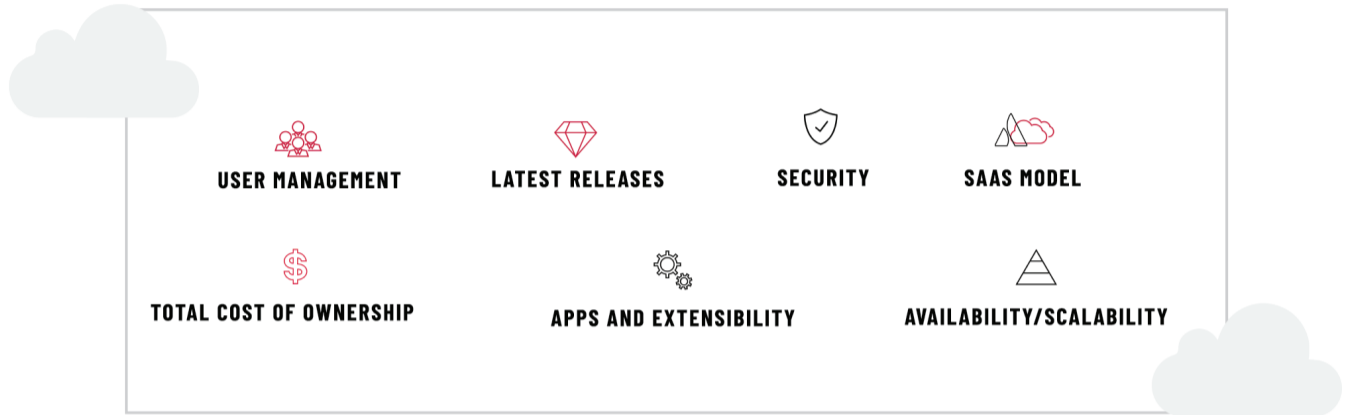 USER MANAGEMENT
LATEST RELEASES
SECURITY
SAAS MODEL
TOTAL COST OF OWNERSHIP
APPS AND EXTENSIBILITY
AVAILABILITY/SCALABILITY